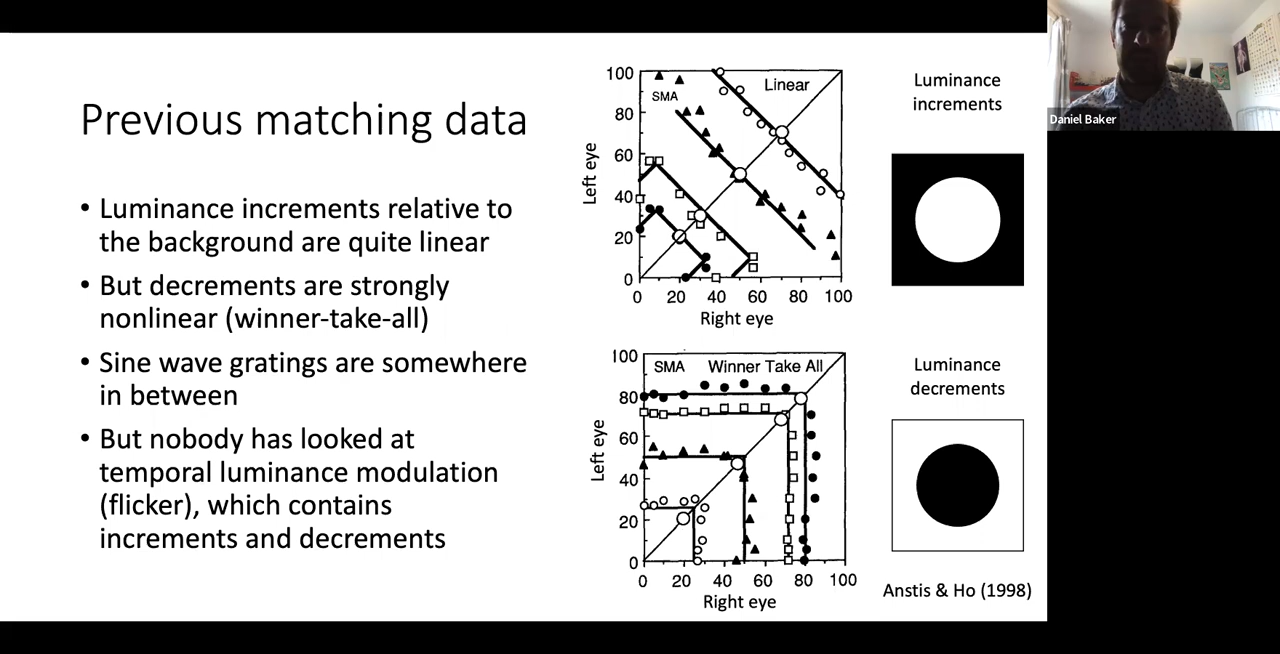 Previous matching data
• Luminance increments relative to
the background are quite linear
• But decrements are strongly
nonlinear (winner-take-all)
• Sine wave gratings are somewhere
in between
• But nobody has looked at
temporal luminance modulation
(flicker), which contains
increments and decrements
100
80
60
40
20
0
Left eye
SMA
Linear
0 20 40 60 80 100
Right eye
Luminance
increments
100
80
60
40
20
0
Left eye
SMA
Winner Take All
0 20 40 60 80 100
Right eye
Luminance
decrements
Anstis & Ho (1998)
Daniel Baker